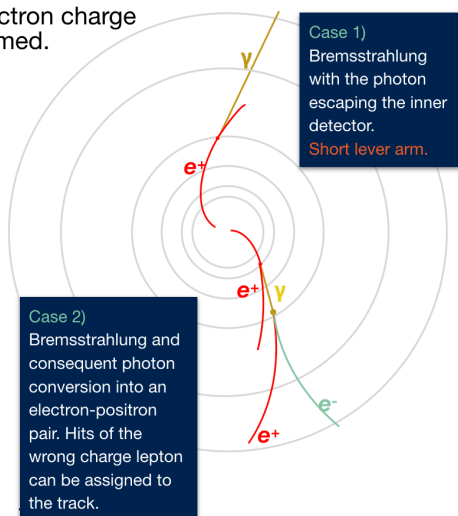 ctron charge
med.
Case 1)
Bremsstrahlung
with the photon
escaping the inner
detector.
Short lever arm.
γ
e+
e+
γ
Case 2)
Bremsstrahlung and
consequent photon
conversion into an
electron-positron
pair. Hits of the
wrong charge lepton
can be assigned to
the track.
e-
e+